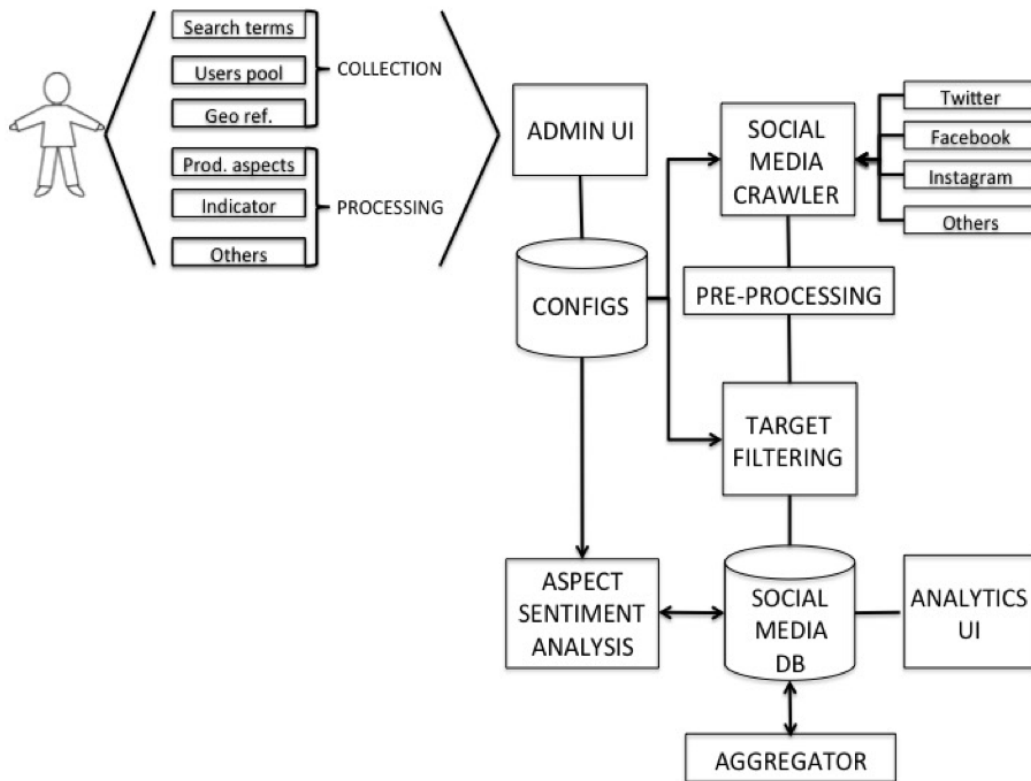 Search terms
Users pool
Geo ref.
COLLECTION
Prod. aspects
Indicator
Others
PROCESSING
ADMIN UI
CONFIGS
SOCIAL
MEDIA
CRAWLER
Twitter
Facebook
Instagram
Others
PRE-PROCESSING
TARGET
FILTERING
ASPECT
SENTIMENT
ANALYSIS
SOCIAL
MEDIA
DB
ANALYTICS
UI
AGGREGATOR